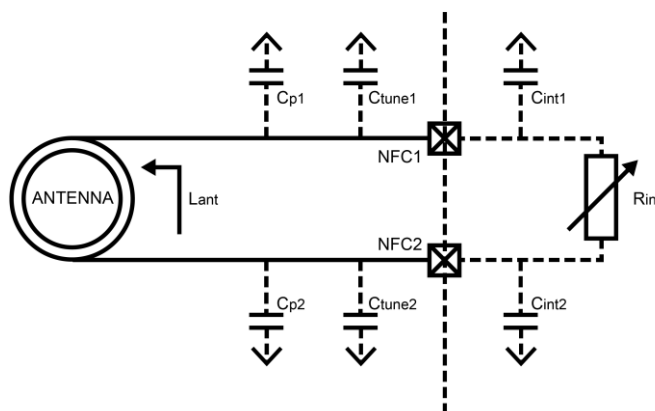 Cp1
Ctune1
Cint1
NFC1
ANTENNA
Lant
Rin
NFC2
Cp2
Ctune2
Cint2